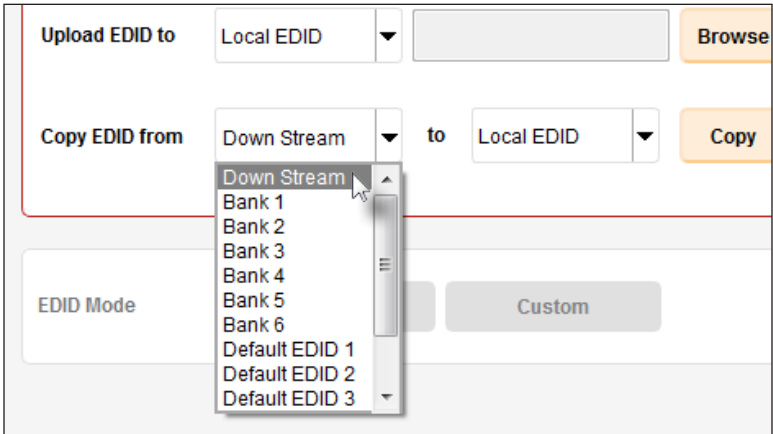 Upload EDID to Local EDID Browse
Copy EDID from Down Stream to Local EDID Copy
Down Stream
Bank 1
Bank 2
Bank 3
Bank 4
Bank 5
Bank 6
Default EDID 1
Default EDID 2
Default EDID 3
EDID Mode Custom